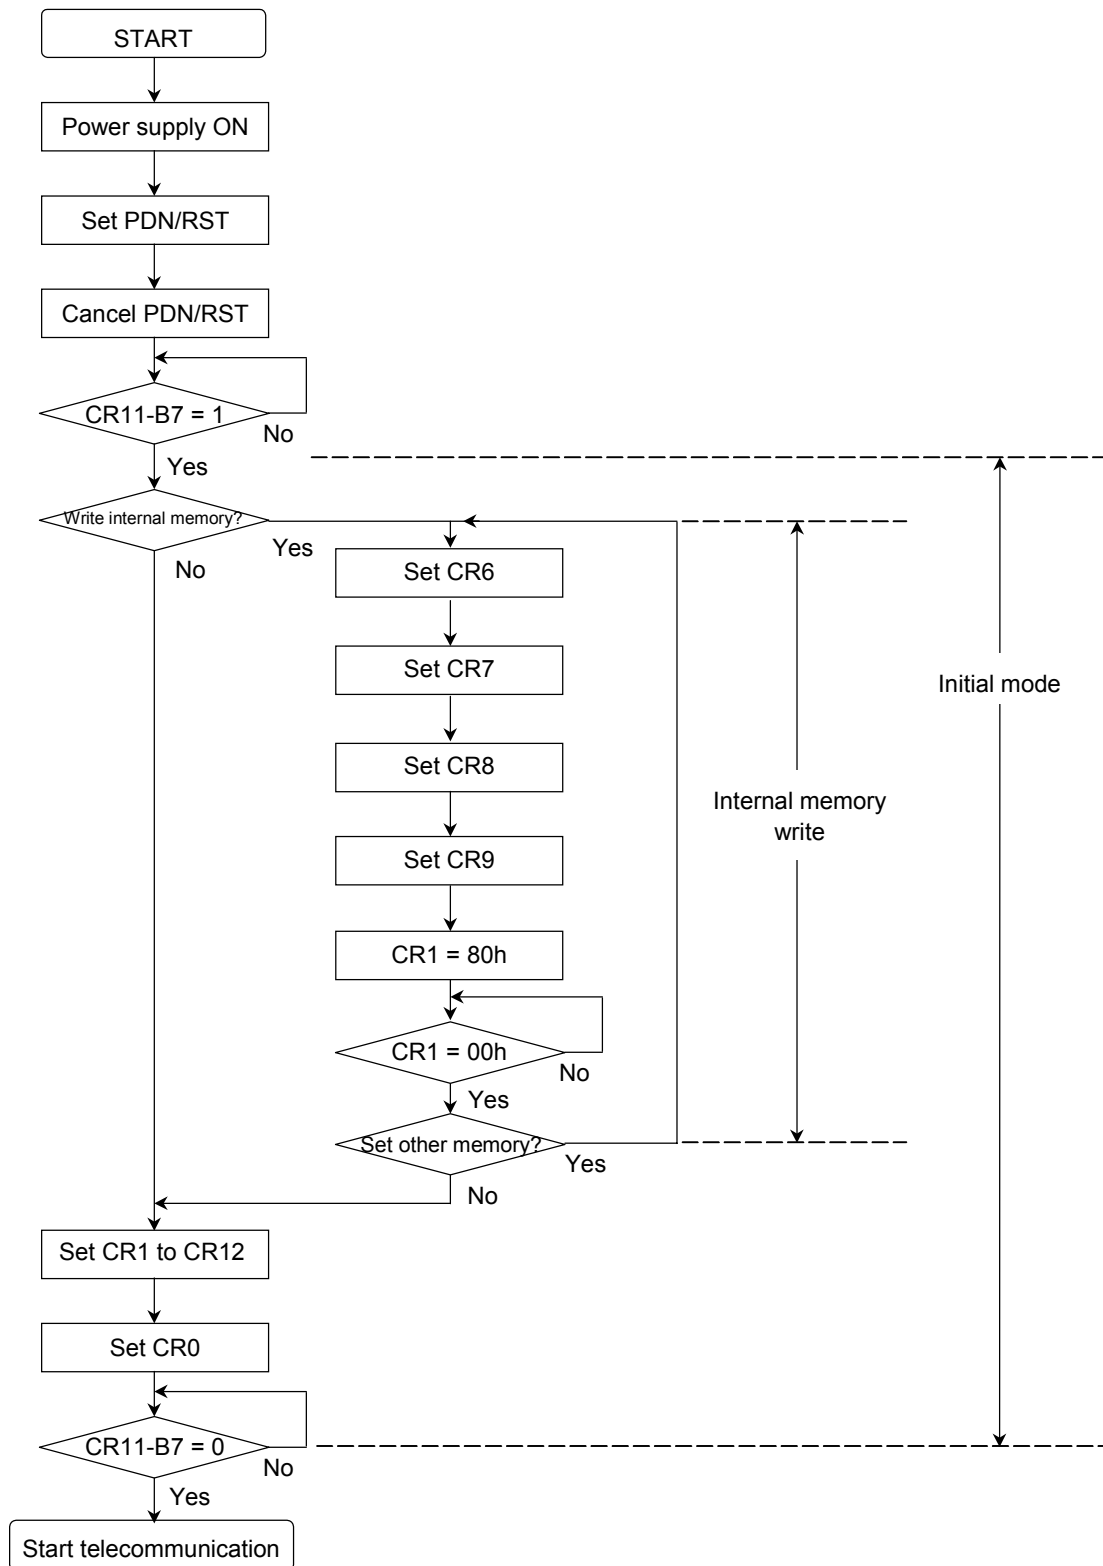 START
Power supply ON
Set PDN/RST
Cancel PDN/RST
CR11-B7 = 1
No
Yes
Write internal memory?
Yes
No
Set CR6
Set CR7
Initial mode
Set CR8
Internal memory
write
Set CR9
CR1 = 80h
CR1 = 00h
No
Yes
Set other memory?
Yes
No
Set CR1 to CR12
Set CR0
CR11-B7 = 0
No
Yes
Start telecommunication